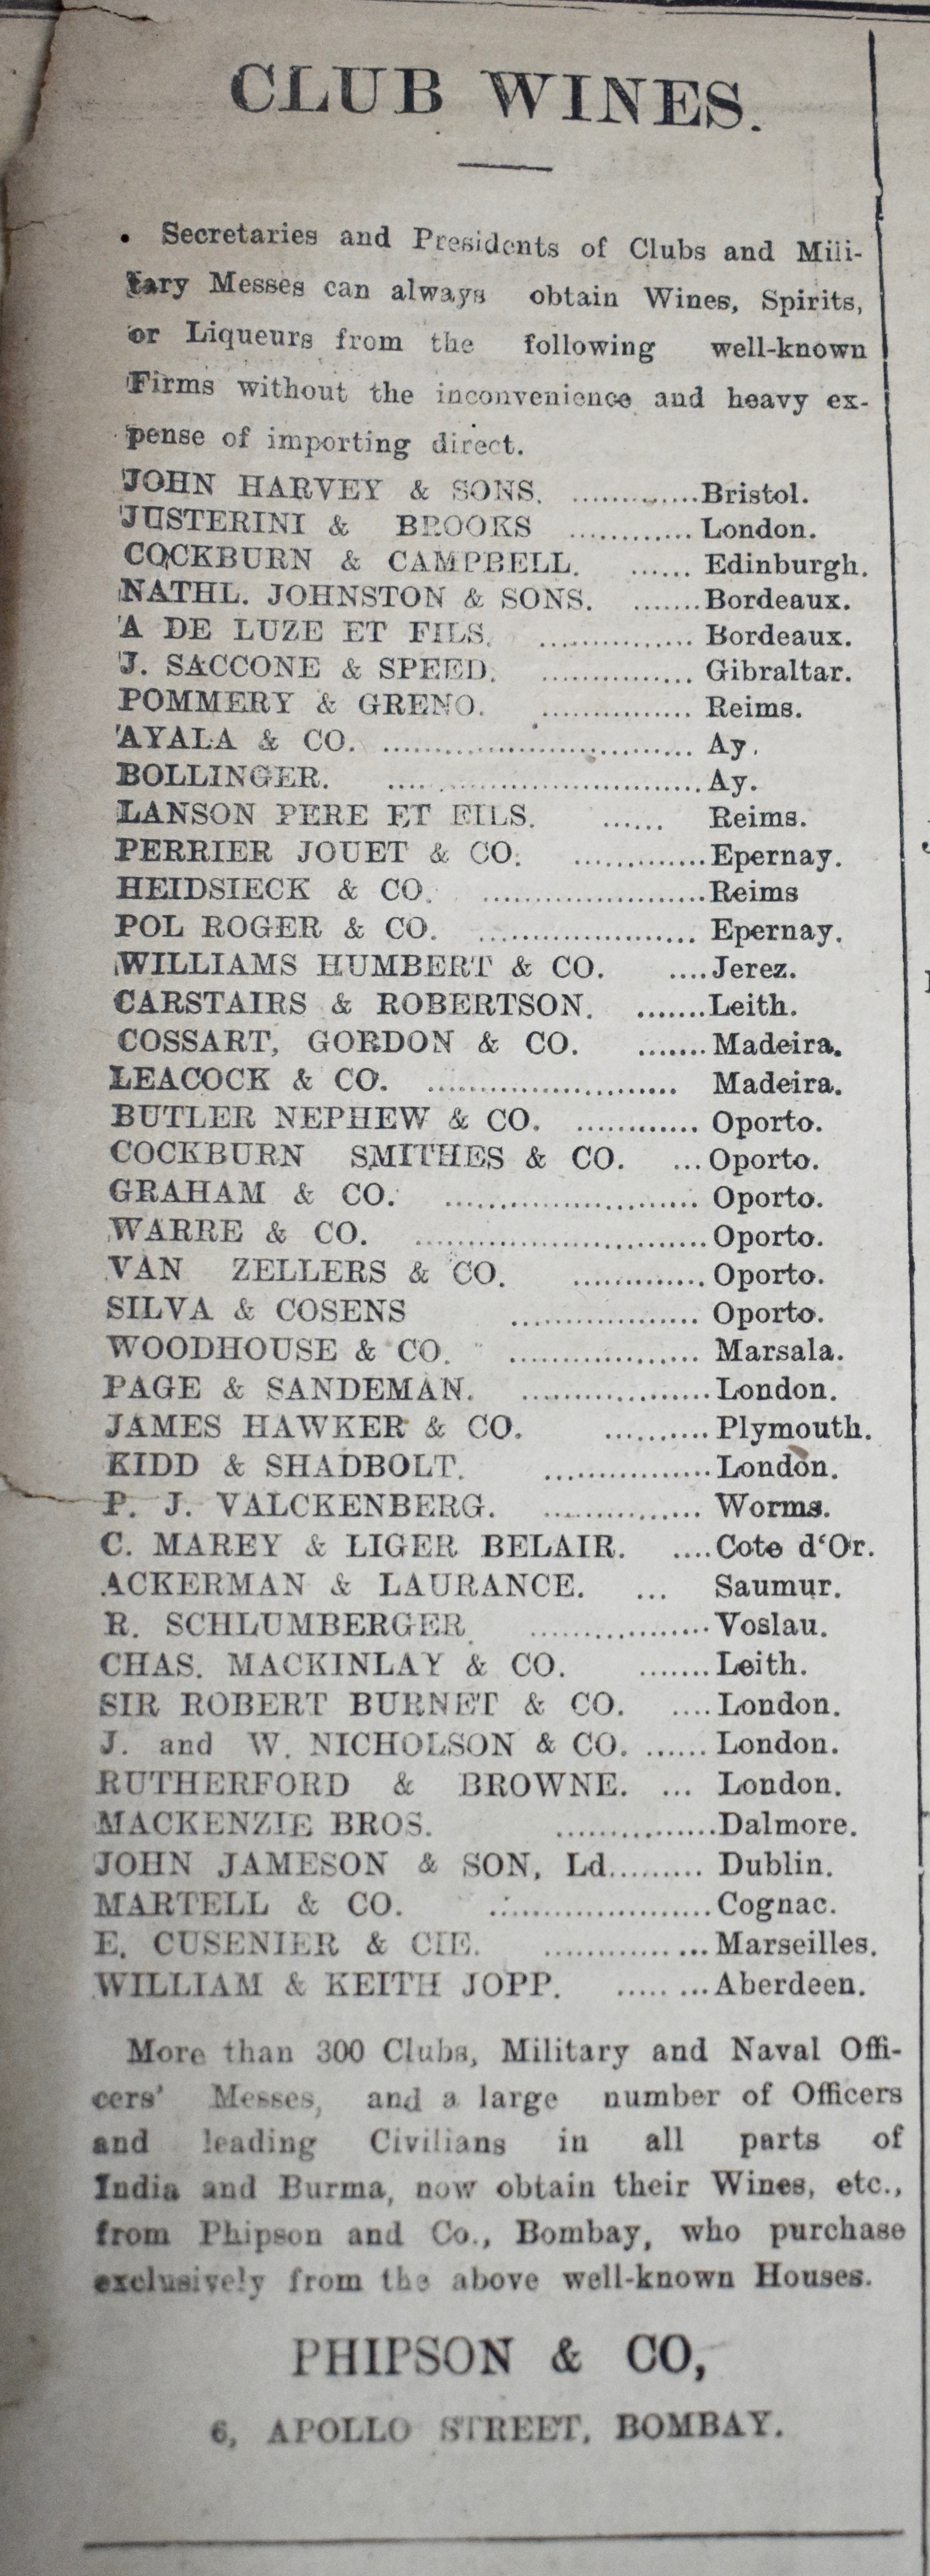 CLUB WINES.
Secretaries and Presidents of Clubs and Mili-
tary Messes can always obtain Wines, Spirits,
or Liqueurs from the following well-known
Firms without the inconvenience and heavy ex-
pense of importing direct.
JOHN HARVEY & SONS. ............Bristol.
JUSTERINI & BROOKS ............ London.
COCKBURN & CAMPBELL. ...... Edinburgh.
NATHL. JOHNSTON & SONS. .......Bordeaux.
A DE LUZE ET FILS. ............... Bordeaux.
J. SACCONE & SPEED. ............... Gibraltar.
POMMERY & GRENO. ............... Reims.
AYALA & CO. ............................... Ay.
BOLLINGER. ...............................Ay.
LANSON PERE ET FILS. ...... Reims.
PERRIER JOUET & CO. .............Epernay.
HEIDSIECK & CO. ......................Reims
POL ROGER & CO. ...................... Epernay.
WILLIAMS HUMBERT & CO. ....Jerez.
CARSTAIRS & ROBERTSON. .......Leith.
COSSART, GORDON & CO. ....... Madeira.
LEACOCK & CO. ......................... Madeira.
BUTLER NEPHEW & CO. ............ Oporto.
COCKBURN SMITHES & CO. ... Oporto.
GRAHAM & CO. ......................... Oporto.
WARRE & CO. .............................Oporto.
VAN ZELLERS & CO. ............. Oporto.
SILVA & COSENS ................... Oporto.
WOODHOUSE & CO. ................... Marsala.
PAGE & SANDEMAN. ...................London.
JAMES HAWKER & CO. .......... Plymouth.
KIDD & SHADBOLT. ................London.
P. J. VALCKENBERG. ................ Worms.
C. MAREY & LIGER BELAIR. ....Cote d‘Or.
ACKERMAN & LAURANCE. ... Saumur.
R. SCHLUMBERGER. ..................Voslau.
CHAS. MACKINLAY & CO. .......Leith.
SIR ROBERT BURNET & CO. ....London.
J. and W. NICHOLSON & CO. ...... London.
RUTHERFORD & BROWNE. ... London.
MACKENZIE BROS. ................Dalmore.
JOHN JAMESON & SON, Ld......... Dublin.
MARTELL & CO. ......................Cognac.
E. CUSENIER & CIE. ................Marseilles.
WILLIAM & KEITH JOPP. ..... ...Aberdeen.
More than 300 Clubs, Military and Naval Offi-
cers' Messes, and a large number of Officers
and leading Civilians in all parts of
India and Burma, now obtain their Wines, etc.,
from Phipson and Co., Bombay, who purchase
exclusively from the above well-known Houses.
PHIPSON & CO,
6, APOLLO STREET, BOMBAY.